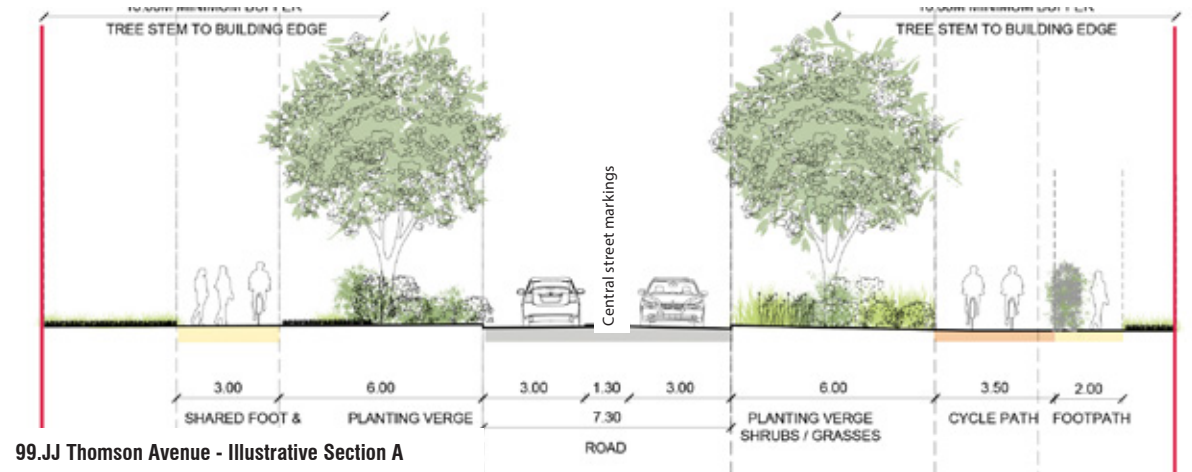 TREE STEM TO BUILDING EDGE
TREE STEM TO BUILDING EDGE
Central street markings
3.00 6.00 3.00 1.30 3.00 6.00 3.50 2.00
SHARED FOOT & PLANTING VERGE 7.30 PLANTING VERGE CYCLE PATH FOOTPATH
SHRUBS / GRASSES
ROAD
99.JJ Thomson Avenue - Illustrative Section A